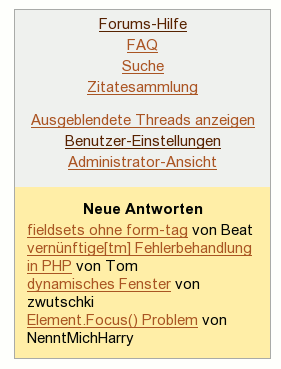 Forums-Hilfe
FAQ
Suche
Zitatesammlung
Ausgeblendete Threads anzeigen
Benutzer-Einstellungen
Administrator-Ansicht
Neue Antworten
fieldsets ohne form-tag von Beat
vernünftige[tm] Fehlerbehandlung
in PHP von Tom
dynamisches Fenster von
zwutschki
Element.Focus() Problem von
NenntMichHarry